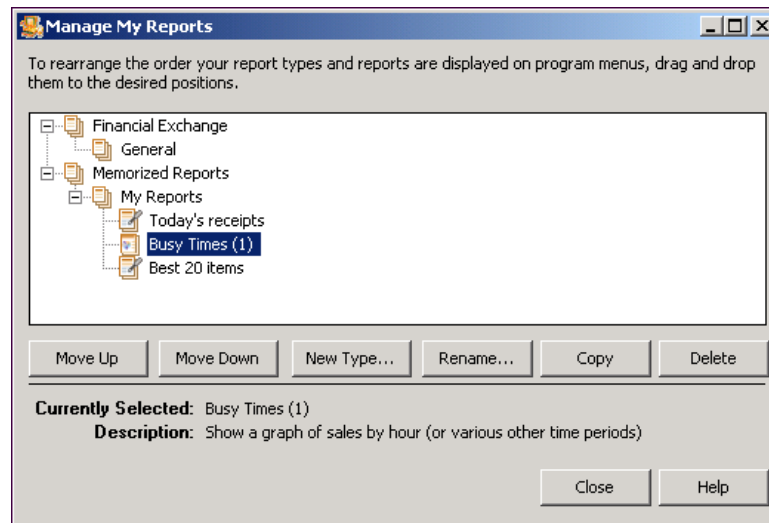 Manage My Reports
To rearrange the order your report types and reports are displayed on program menus, drag and drop
them to the desired positions.
Financial Exchange
General
Memorized Reports
My Reports
Today's receipts
Busy Times (1)
Best 20 items
Move Up Move Down New Type... Rename... Copy Delete
Currently Selected: Busy Times (1)
Description: Show a graph of sales by hour (or various other time periods)
Close Help